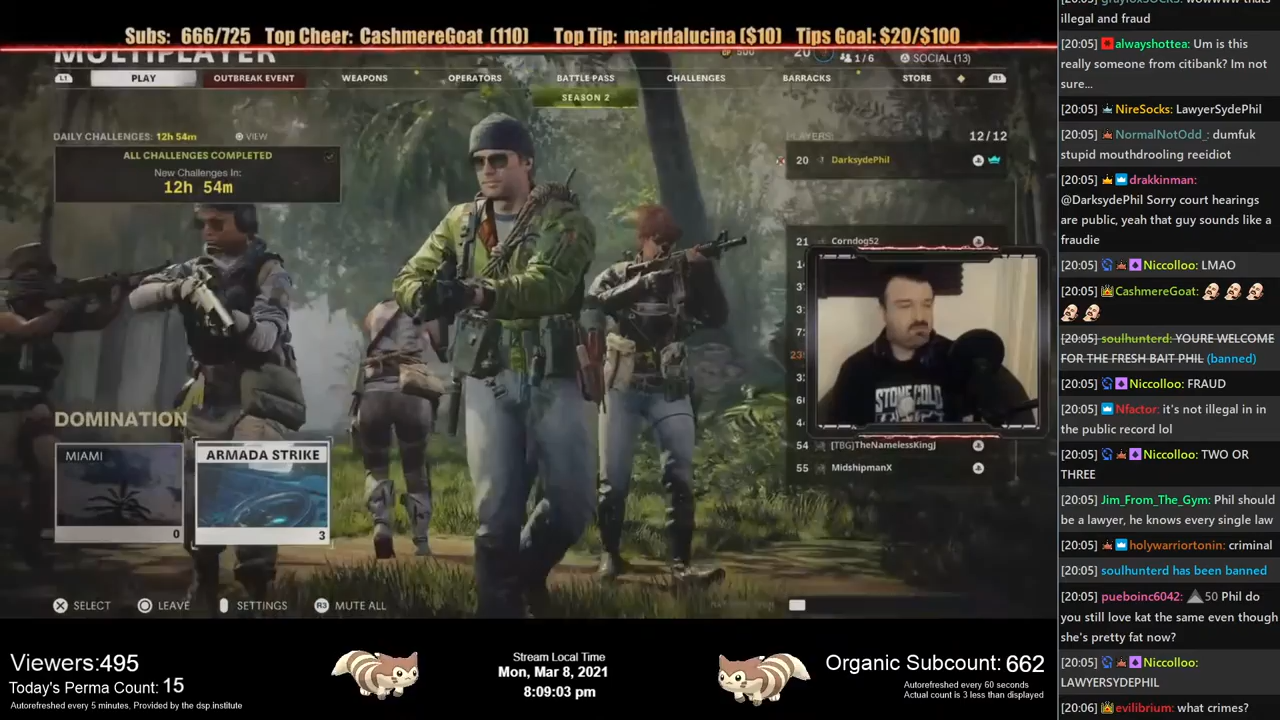 Subs: 666/725 Top Cheer: CashmereGoat (110) Top Tip: maridalucina ($10) Tips Goal: $20/$100
MULTIPLAYER
20
1/6
SOCIAL (13)
L1
PLAY
OUTBREAK EVENT
WEAPONS
OPERATORS
BATTLE PASS
CHALLENGES
BARRACKS
STORE
R1
SEASON 2
DAILY CHALLENGES: 12h 54m
VIEW
ALL CHALLENGES COMPLETED
New Challenges In:
12h 54m
PLAYERS:
12/12
20 DarksydePhil
21 Corndog52
54 [TBG]TheNamelessKingJ
55 MidshipmanX
STONE COLD
DOMINATION
MIAMI
0
ARMADA STRIKE
3
SELECT
LEAVE
SETTINGS
R3 MUTE ALL
Viewers:495
Today's Perma Count: 15
Autorefreshed every 5 minutes, Provided by the dsp.institute
Stream Local Time
Mon, Mar 8, 2021
8:09:03 pm
Organic Subcount: 662
Autorefreshed every 60 seconds
Actual count is 3 less than displayed
illegal and fraud
[20:05] alwayshottea: Um is this
really someone from citibank? Im not
sure...
[20:05] NireSocks: LawyerSydePhil
[20:05] NormalNotOdd_: dumfuk
stupid mouthdrooling reeidiot
[20:05] drakkinman:
@DarksydePhil Sorry court hearings
are public, yeah that guy sounds like a
fraudie
[20:05] Niccolloo: LMAO
[20:05] CashmereGoat:
[20:05] soulhunterd: YOURE WELCOME
FOR THE FRESH BAIT PHIL (banned)
[20:05] Niccolloo: FRAUD
[20:05] Nfactor: it's not illegal in in
the public record lol
[20:05] Niccolloo: TWO OR
THREE
[20:05] Jim_From_The_Gym: Phil should
be a lawyer, he knows every single law
[20:05] holywarriortonin: criminal
[20:05] soulhunterd has been banned
[20:05] pueboinc6042: 50 Phil do
you still love kat the same even though
she's pretty fat now?
[20:05] Niccolloo:
LAWYERSYDEPHIL
[20:06] evilibrium: what crimes?